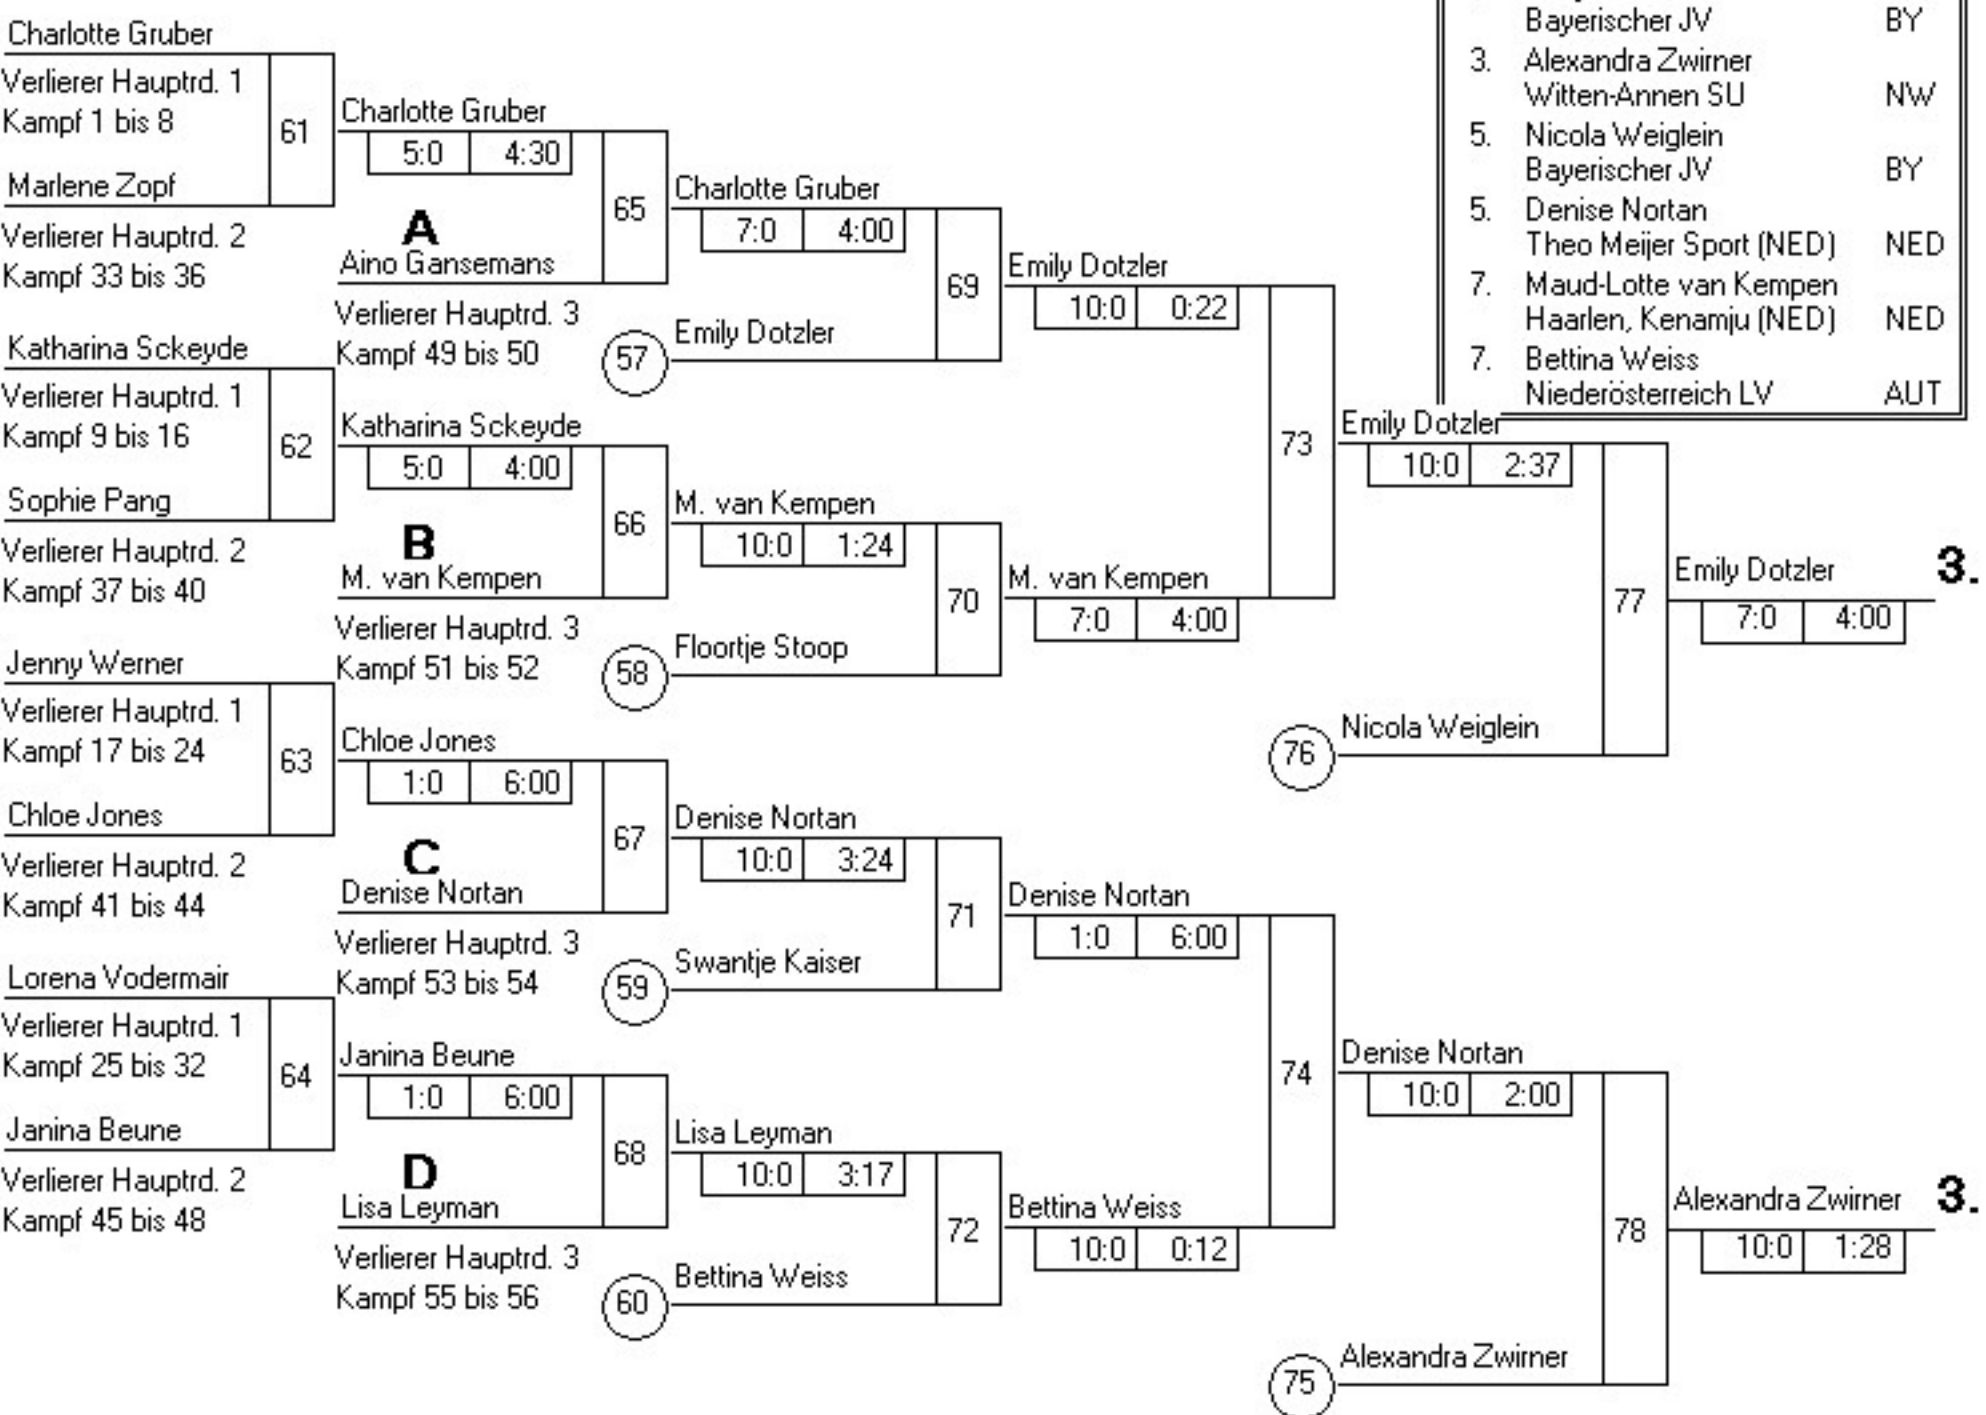 Charlotte Gruber
Verlierer Hauptrd. 1
Kampf 1 bis 8
61
Marlene Zopf
Verlierer Hauptrd. 2
Kampf 33 bis 36
Katharina Sckeyde
Verlierer Hauptrd. 1
Kampf 9 bis 16
62
Sophie Pang
Verlierer Hauptrd. 2
Kampf 37 bis 40
Jenny Werner
Verlierer Hauptrd. 1
Kampf 17 bis 24
63
Chloe Jones
Verlierer Hauptrd. 2
Kampf 41 bis 44
Lorena Vodermair
Verlierer Hauptrd. 1
Kampf 25 bis 32
64
Janina Beune
Verlierer Hauptrd. 2
Kampf 45 bis 48
Charlotte Gruber
5:0 4:30
A
65
Aino Gansemans
Verlierer Hauptrd. 3
Kampf 49 bis 50
Katharina Sckeyde
5:0 4:00
B
66
M. van Kempen
Verlierer Hauptrd. 3
Kampf 51 bis 52
Chloe Jones
1:0 6:00
C
67
Denise Nortan
Verlierer Hauptrd. 3
Kampf 53 bis 54
Janina Beune
1:0 6:00
D
68
Lisa Leyman
Verlierer Hauptrd. 3
Kampf 55 bis 56
Charlotte Gruber
7:0 4:00
69
57 Emily Dotzler
M. van Kempen
10:0 1:24
70
58 Floortje Stoop
Denise Nortan
10:0 3:24
71
59 Swantje Kaiser
Lisa Leyman
10:0 3:17
72
60 Bettina Weiss
Emily Dotzler
10:0 0:22
73
M. van Kempen
7:0 4:00
Denise Nortan
1:0 6:00
74
Bettina Weiss
10:0 0:12
Emily Dotzler
10:0 2:37
77
76 Nicola Weiglein
Denise Nortan
10:0 2:00
78
75 Alexandra Zwirner
Emily Dotzler 3.
7:0 4:00
Alexandra Zwirner 3.
10:0 1:28
Bayerischer JV BY
3. Alexandra Zwirner
Witten-Annen SU NW
5. Nicola Weiglein
Bayerischer JV BY
5. Denise Nortan
Theo Meijer Sport (NED) NED
7. Maud-Lotte van Kempen
Haarlen, Kenamju (NED) NED
7. Bettina Weiss
Niederösterreich LV AUT